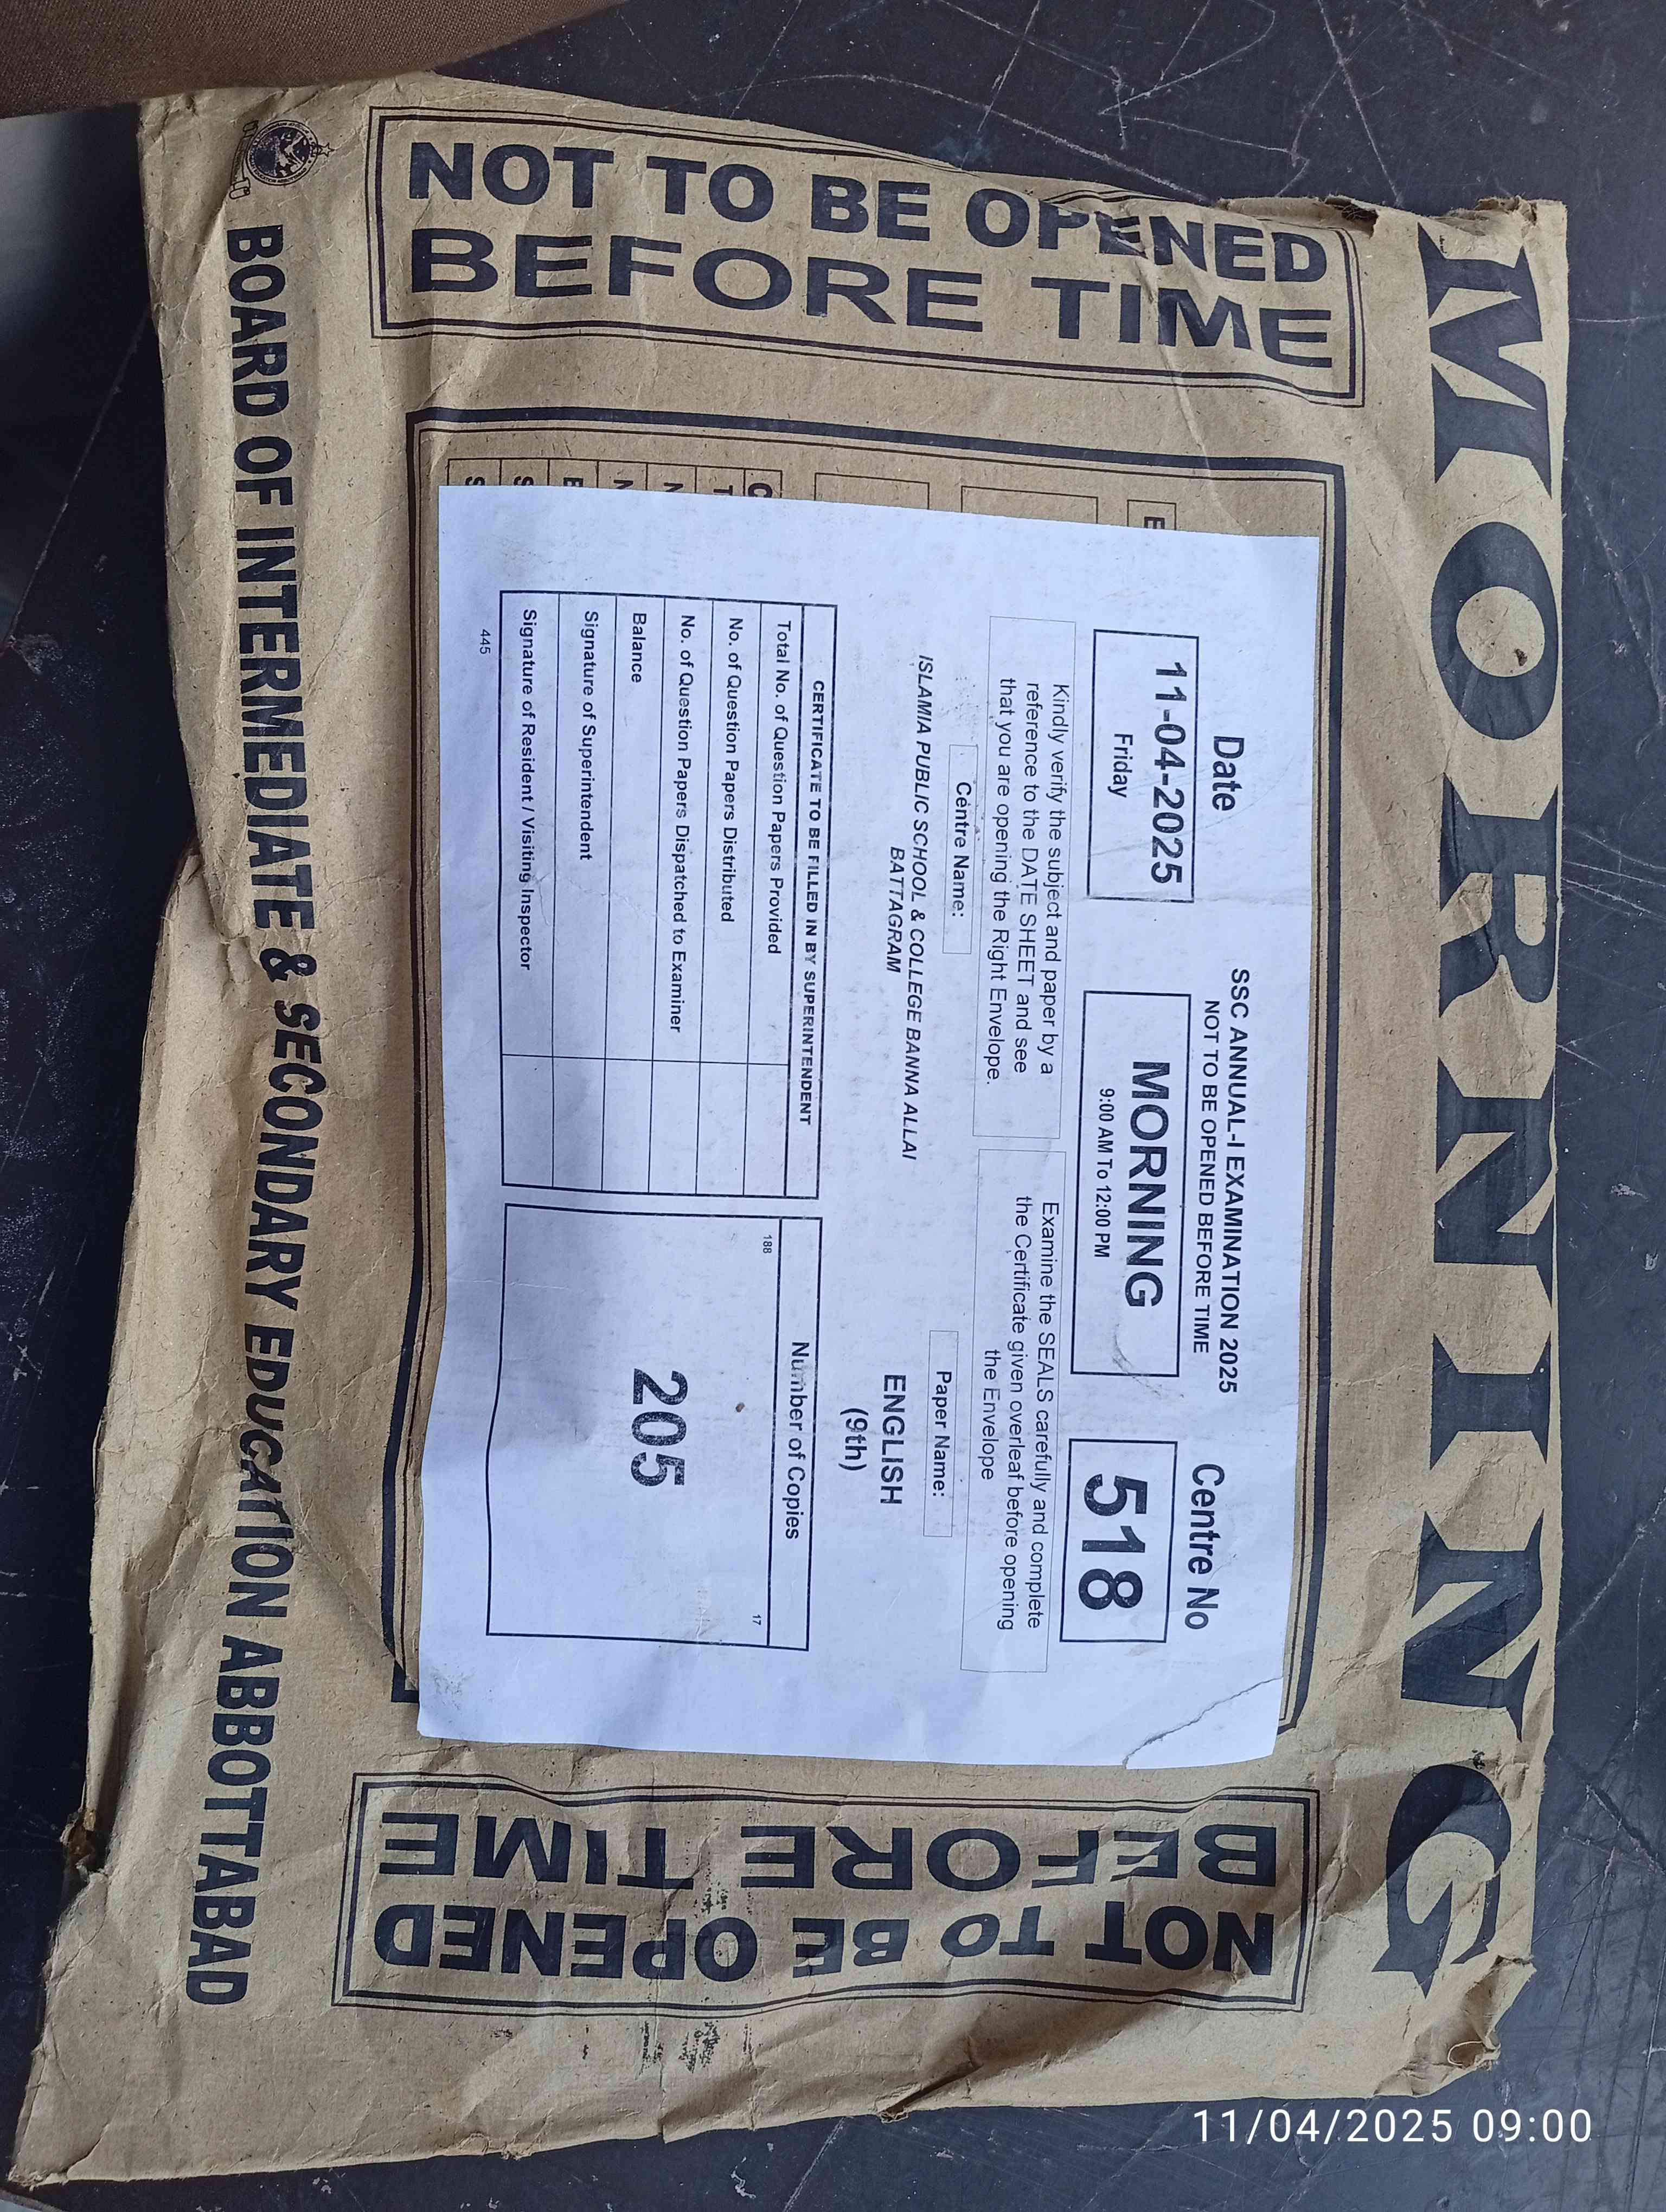 MORNING
NOT TO BE OPENED
BEFORE TIME
E
C
T
N
N
E
S
S
SSC ANNUAL-I EXAMINATION 2025
NOT TO BE OPENED BEFORE TIME
Date
11-04-2025
Friday
MORNING
9:00 AM To 12:00 PM
Centre No
518
Kindly verify the subject and paper by a
reference to the DATE SHEET and see
that you are opening the Right Envelope.
Examine the SEALS carefully and complete
the Certificate given overleaf before opening
the Envelope
Centre Name:
ISLAMIA PUBLIC SCHOOL & COLLEGE BANNA ALLAI
BATTAGRAM
Paper Name:
ENGLISH
(9th)
CERTIFICATE TO BE FILLED IN BY SUPERINTENDENT
Total No. of Question Papers Provided
No. of Question Papers Distributed
No. of Question Papers Dispatched to Examiner
Balance
Signature of Superintendent
Signature of Resident / Visiting Inspector
445
Number of Copies
188
17
205
NOT TO BE OPENED
BEFORE TIME
BOARD OF INTERMEDIATE & SECONDARY EDUCATION ABBOTTABAD
11/04/2025 09:00